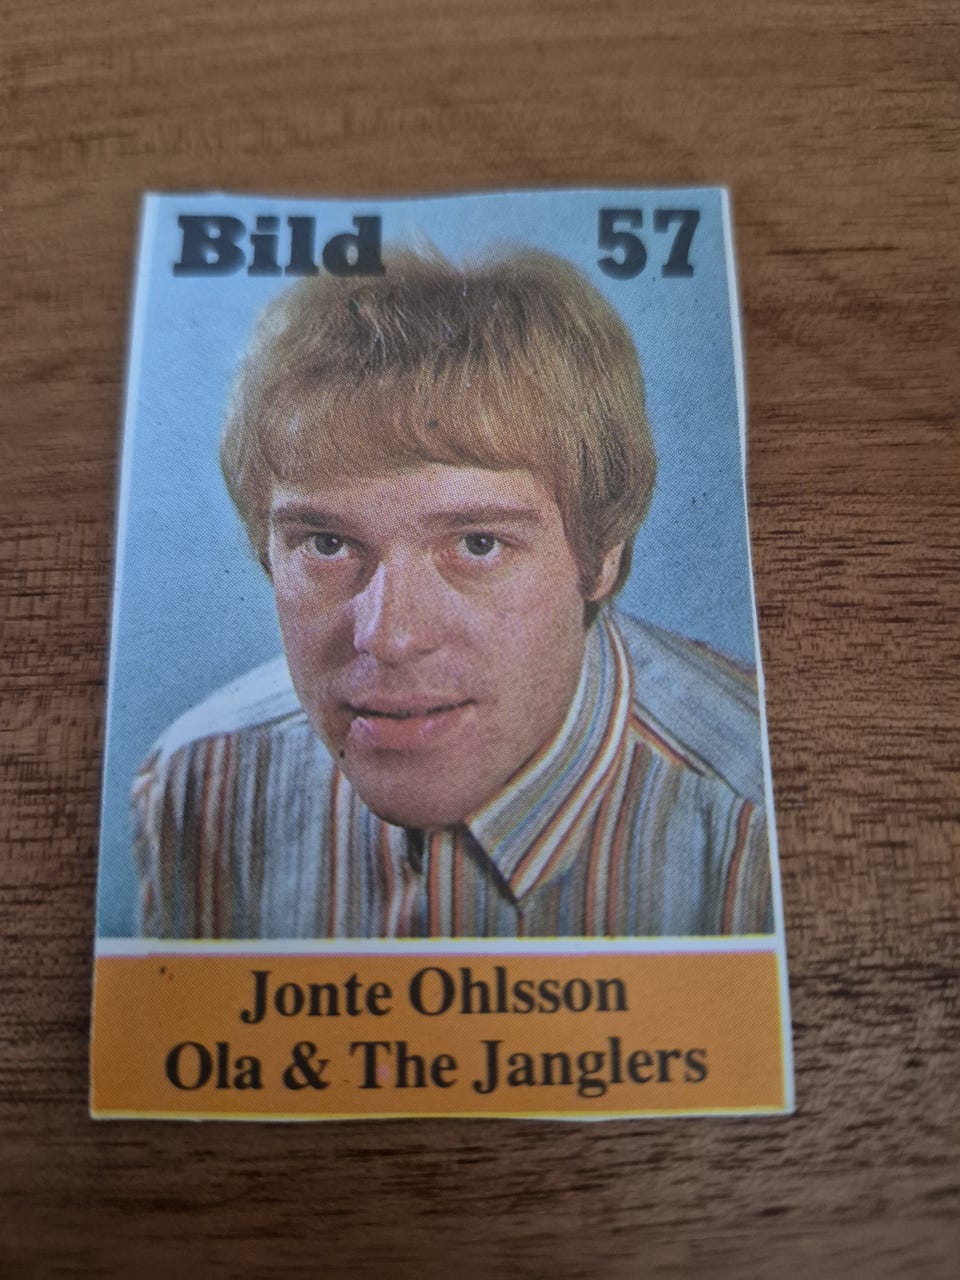 Bild 57
Jonte Ohlsson
Ola & The Janglers